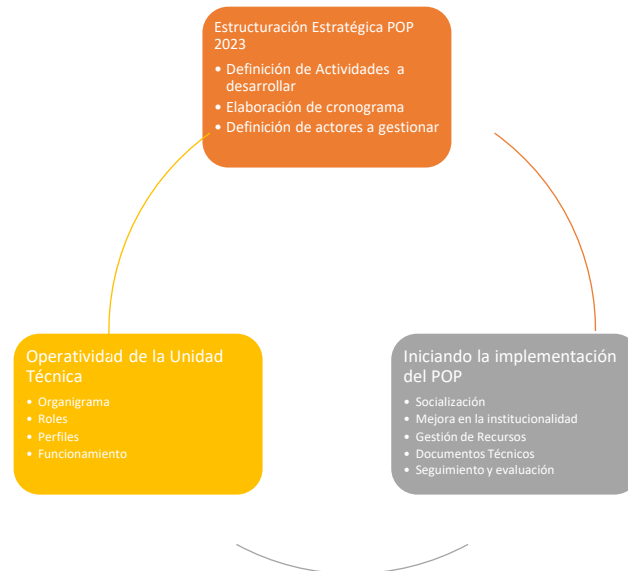 Estructuración Estratégica POP
2023
• Definición de Actividades a
desarrollar
• Elaboración de cronograma
• Definición de actores a gestionar
Operatividad de la Unidad
Técnica
• Organigrama
• Roles
• Perfiles
• Funcionamiento
Iniciando la implementación
del POP
• Socialización
• Mejora en la institucionalidad
• Gestión de Recursos
• Documentos Técnicos
• Seguimiento y evaluación